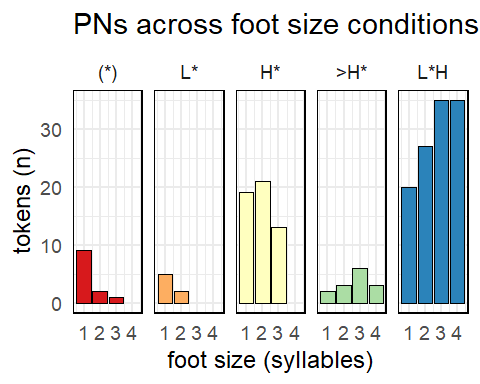 PNs across foot size conditions
(*) L* H* >H* L*H
tokens (n)
30
20
10
0
1 2 3 4 1 2 3 4 1 2 3 4 1 2 3 4 1 2 3 4
foot size (syllables)